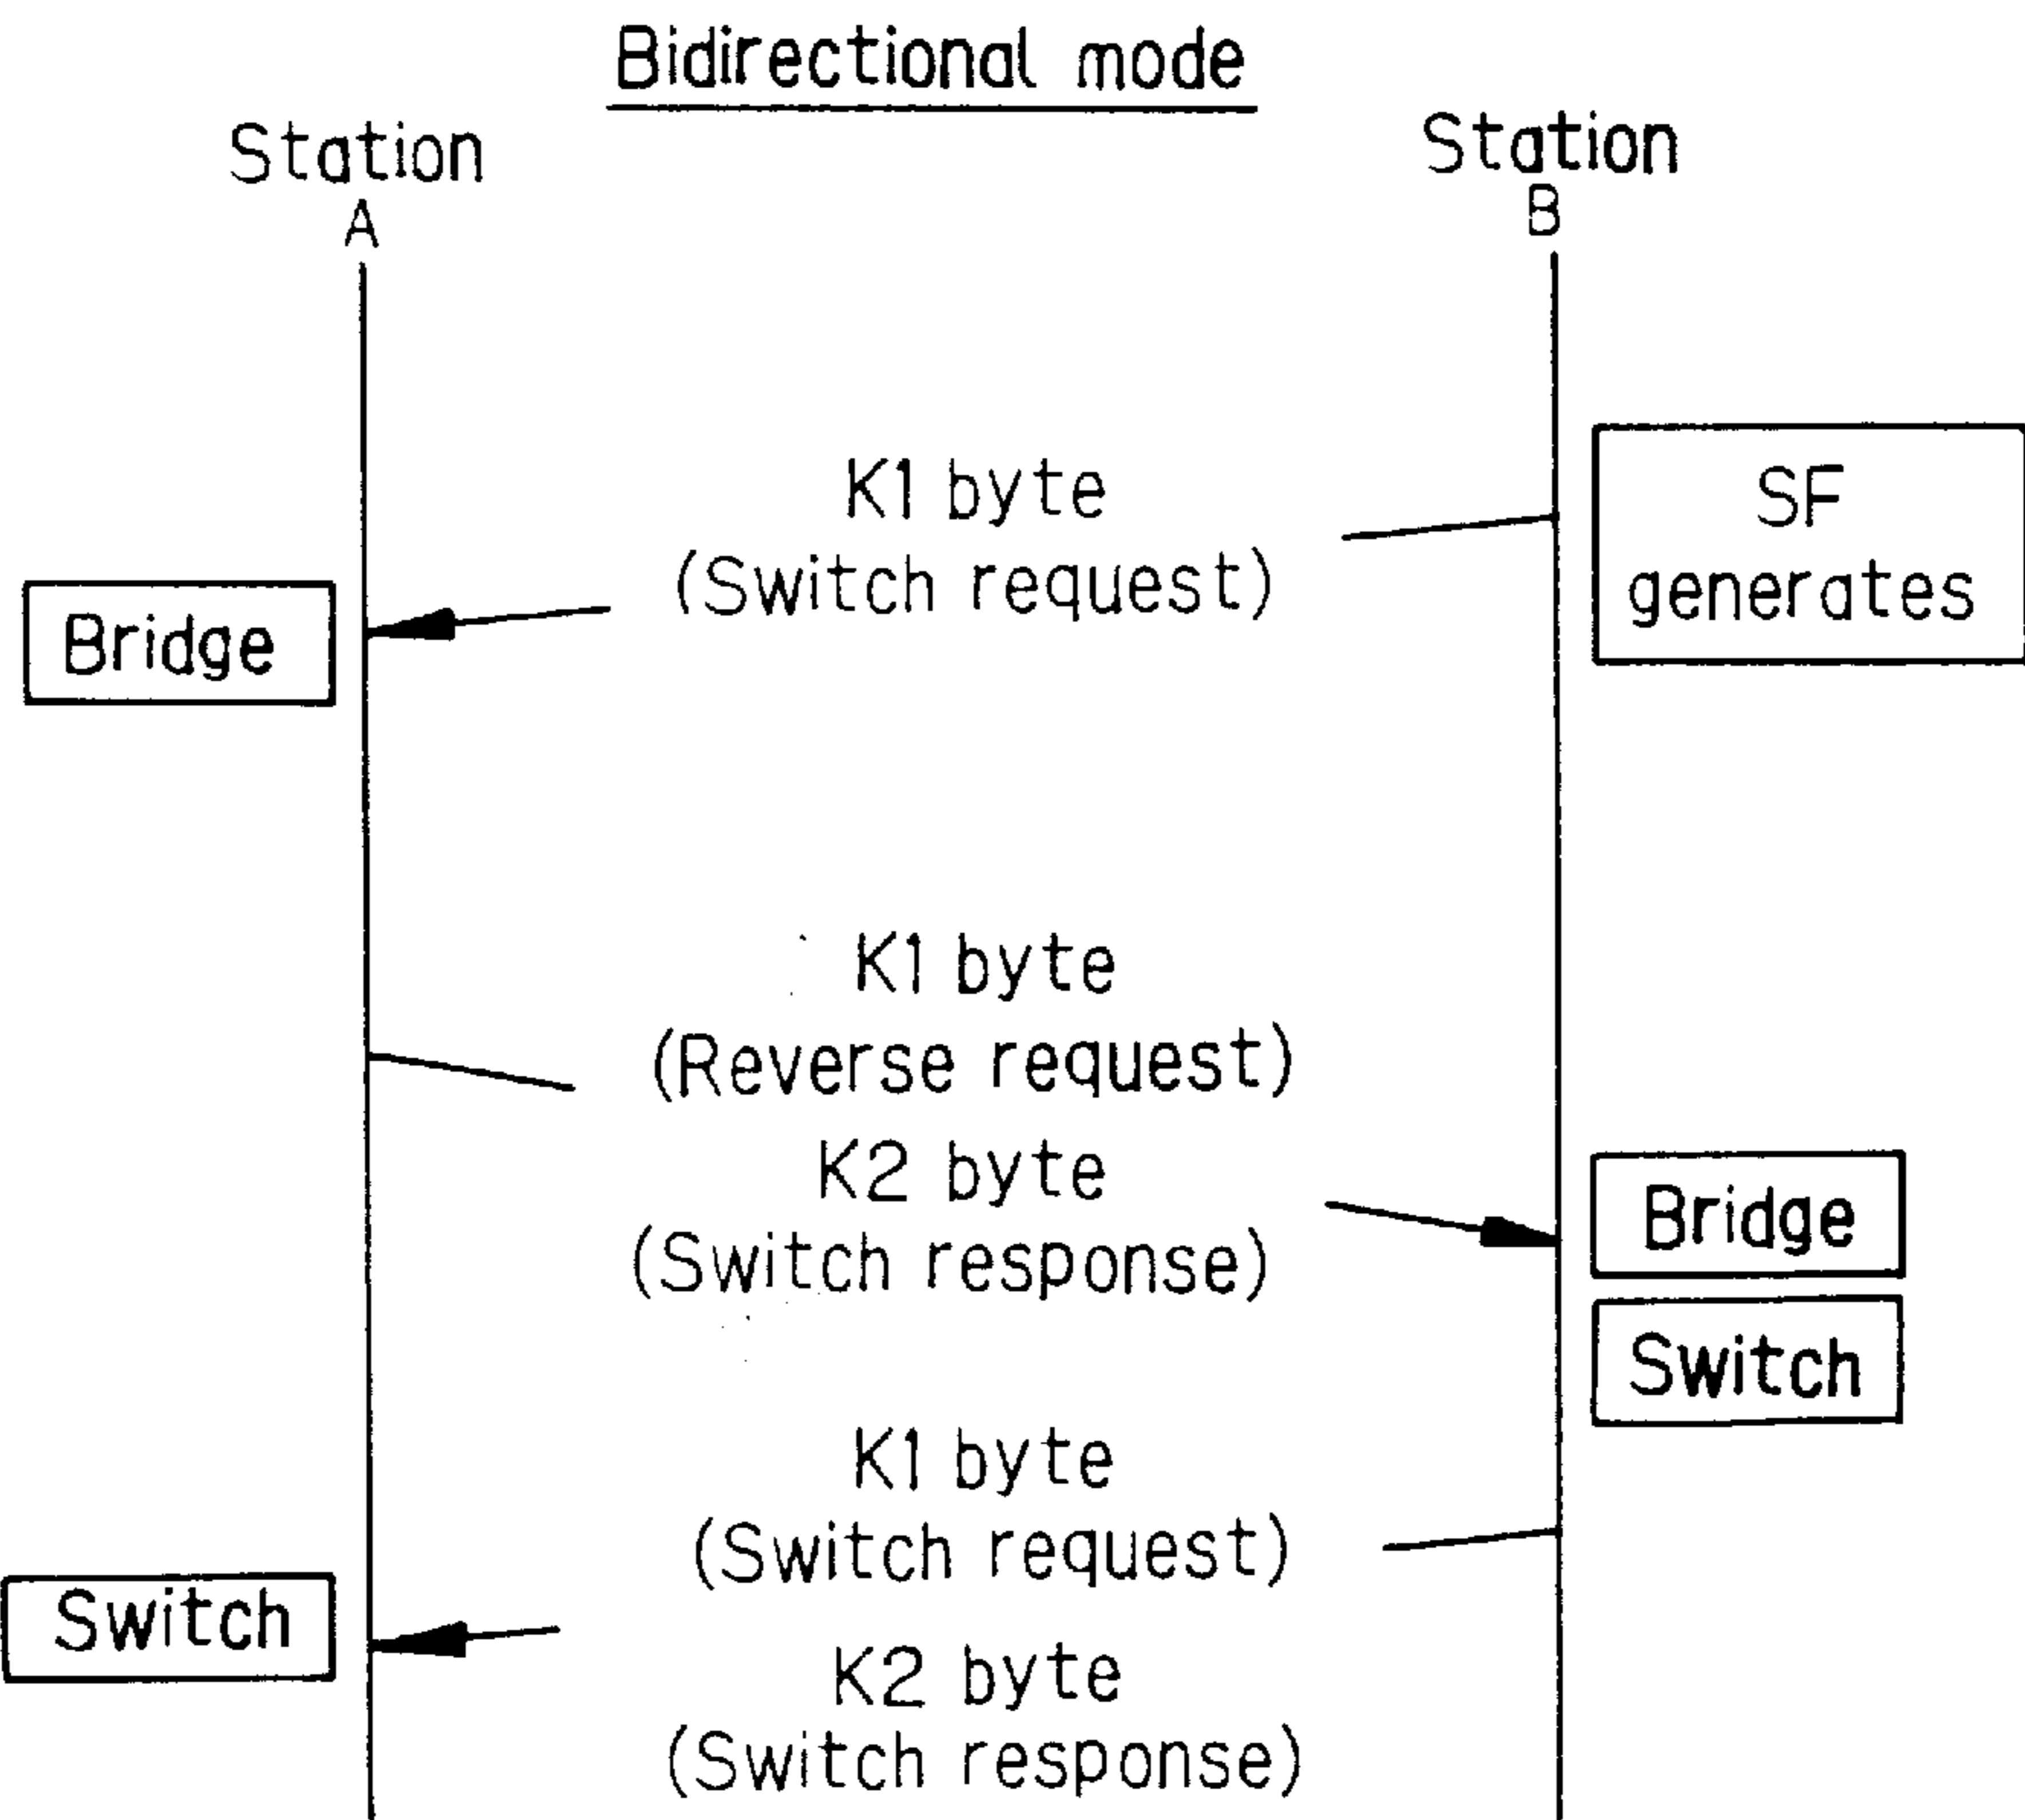 Bidirectional mode
Station
A
Station
B
K1 byte
(Switch request)
SF
generates
Bridge
K1 byte
(Reverse request)
K2 byte
(Switch response)
Bridge
Switch
K1 byte
(Switch request)
Switch
K2 byte
(Switch response)